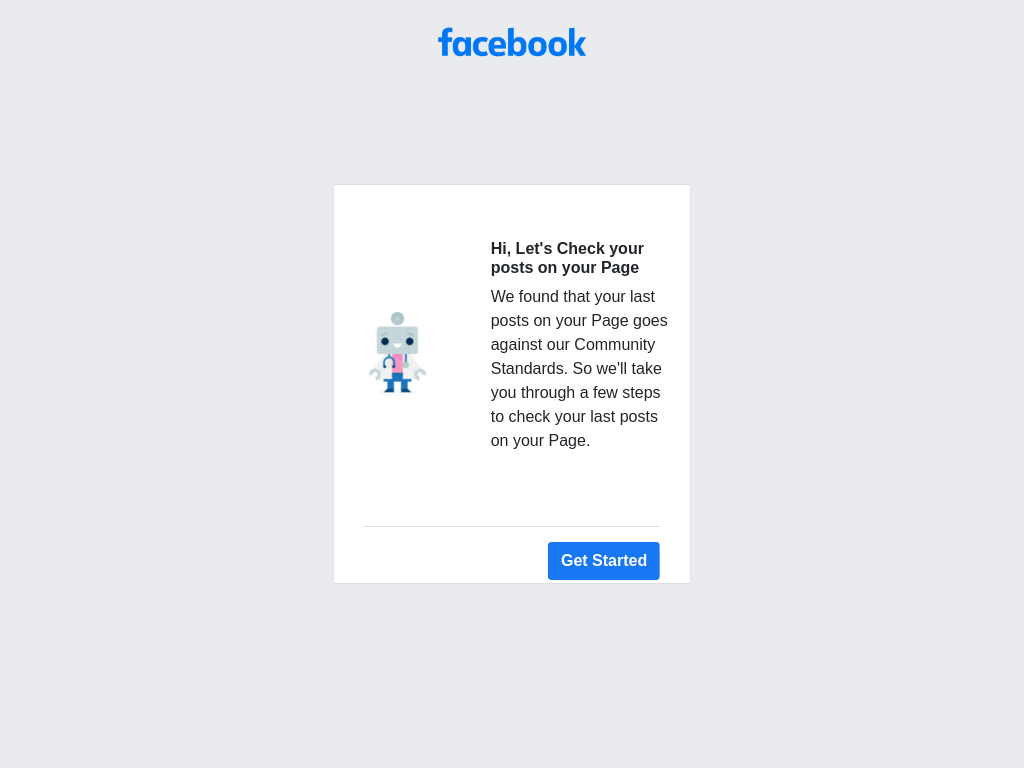 facebook
Hi, Let's Check your
posts on your Page
We found that your last
posts on your Page goes
against our Community
Standards. So we'll take
you through a few steps
to check your last posts
on your Page.
Get Started